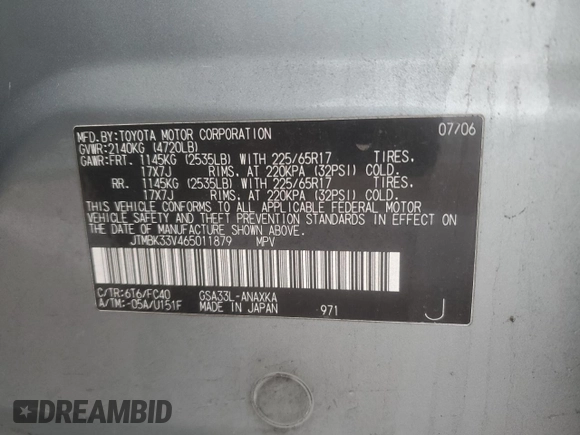 MFD.BY:TOYOTA MOTOR CORPORATION 07/06
GVWR:2140KG (4720LB)
GAWR:FRT. 1145KG (2535LB) WITH 225/65R17 TIRES,
17X7J RIMS, AT 220KPA (32PSI) COLD.
RR. 1145KG (2535LB) WITH 225/65R17 TIRES,
17X7J RIMS, AT 220KPA (32PSI) COLD.
THIS VEHICLE CONFORMS TO ALL APPLICABLE FEDERAL MOTOR
VEHICLE SAFETY AND THEFT PREVENTION STANDARDS IN EFFECT ON
THE DATE OF MANUFACTURE SHOWN ABOVE.
JTMBK33V465011879 MPV
C/TR:6T6/FC40 GSA33L-ANAXKA
A/TM:-05A/U151F MADE IN JAPAN 971 J
DREAMBID